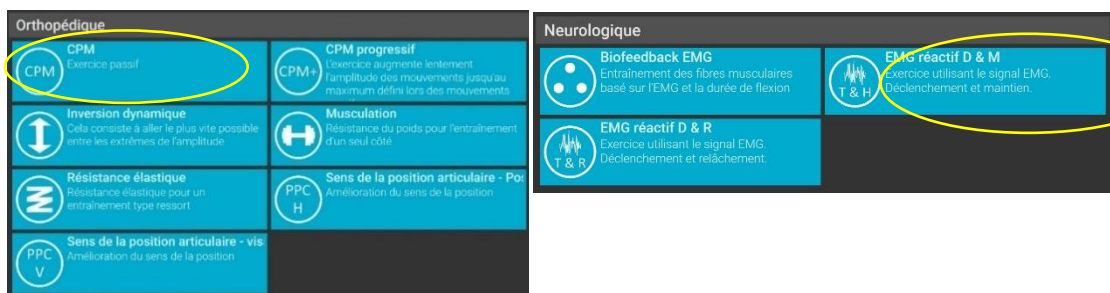 Orthopédique
CPM
CPM
Exercice passif
CPM+
CPM progressif
L'exercice augmente lentement
l'amplitude des mouvements jusqu'au
maximum défini lors des mouvements
Inversion dynamique
Cela consiste à aller le plus vite possible
entre les extrêmes de l'amplitude
Musculation
Résistance du poids pour l'entraînement
d'un seul côté
Résistance élastique
Résistance élastique pour un
entraînement type ressort
PPC
H
Sens de la position articulaire - Pos
Amélioration du sens de la position
PPC
V
Sens de la position articulaire - vis
Amélioration du sens de la position
Neurologique
Biofeedback EMG
Entraînement des fibres musculaires
basé sur l'EMG et la durée de flexion
T & H
EMG réactif D & M
Exercice utilisant le signal EMG.
Déclenchement et maintien.
T & R
EMG réactif D & R
Exercice utilisant le signal EMG.
Déclenchement et relâchement.